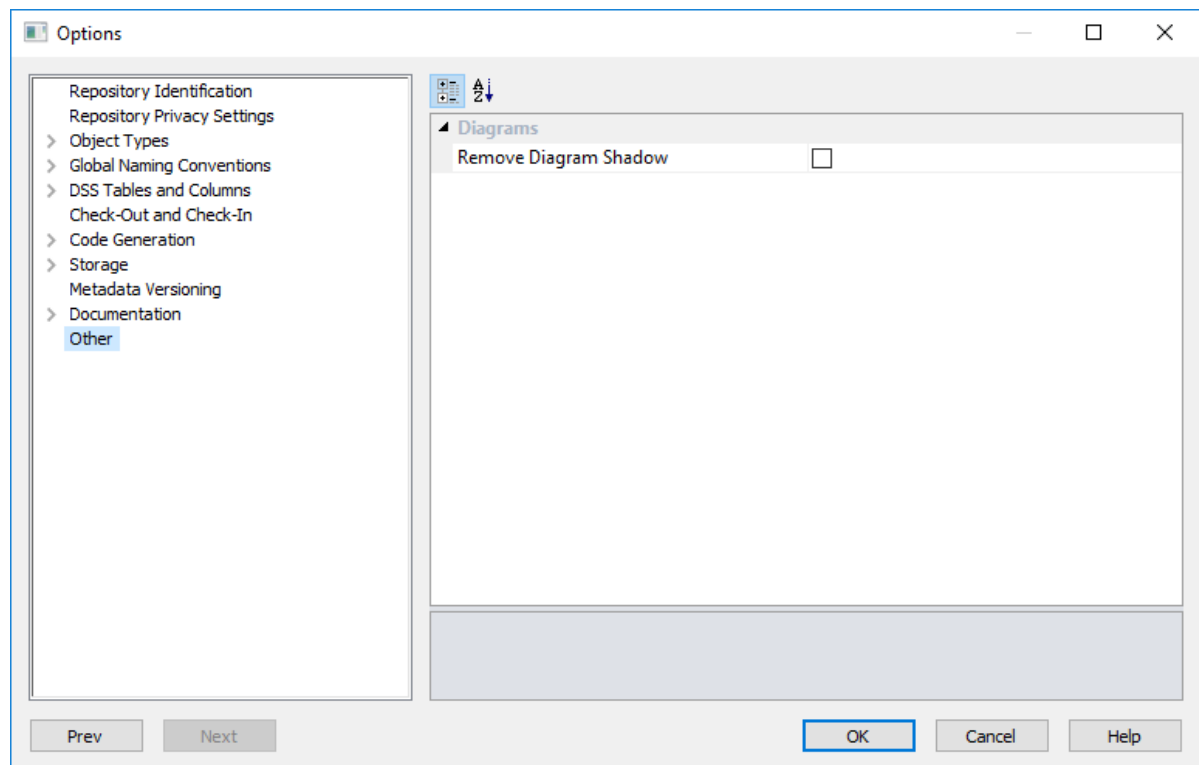 Options
Repository Identification
Repository Privacy Settings
Object Types
Global Naming Conventions
DSS Tables and Columns
Check-Out and Check-In
Code Generation
Storage
Metadata Versioning
Documentation
Other
A
Z
Diagrams
Remove Diagram Shadow
Prev
Next
OK
Cancel
Help